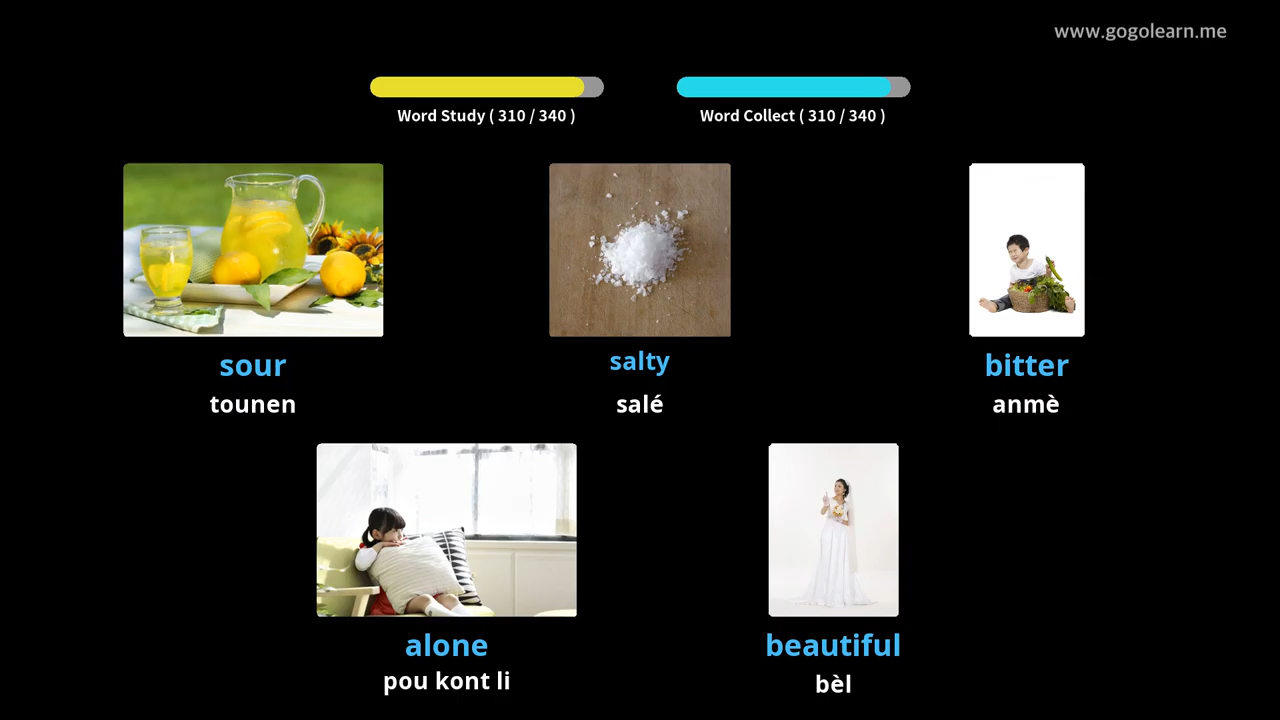 www.gogolearn.me
Word Study ( 310 / 340 )
Word Collect ( 310 / 340 )
sour
tounen
salty
salé
bitter
anmè
alone
pou kont li
beautiful
bèl